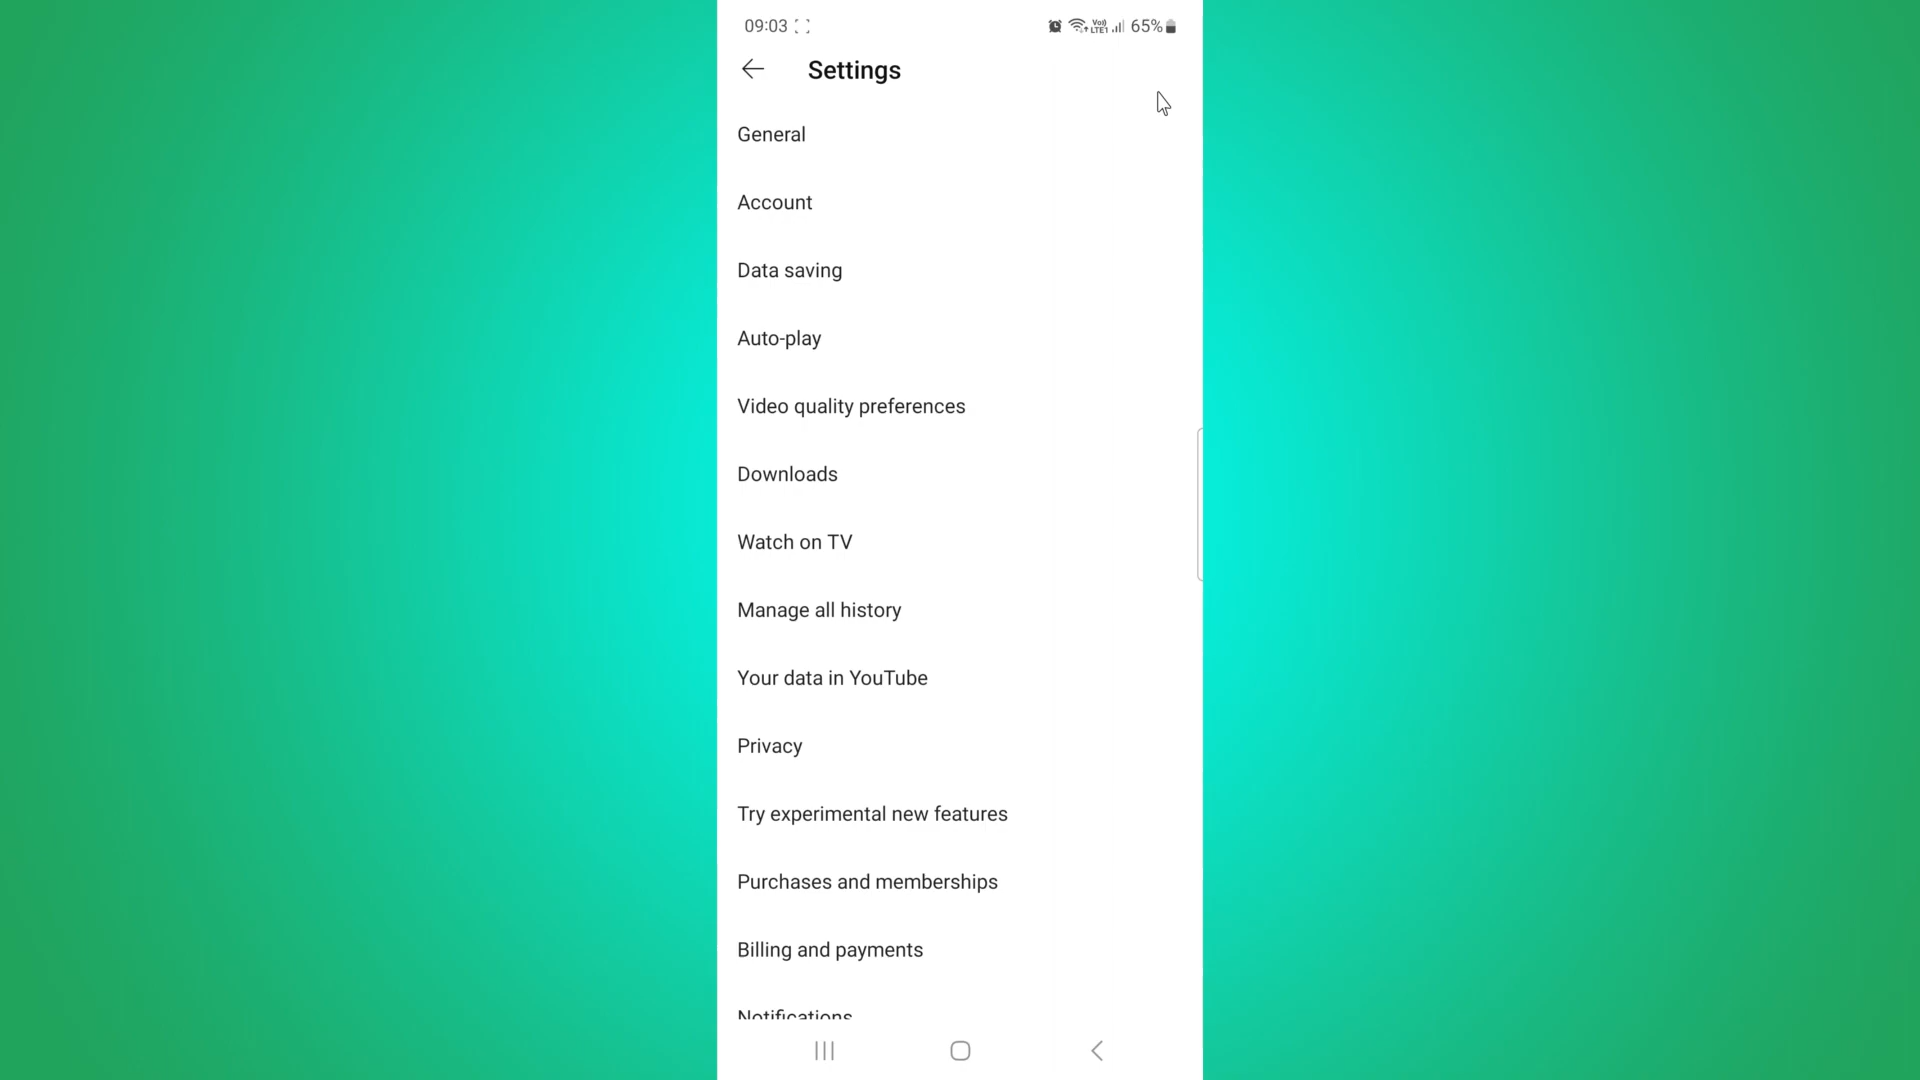 09:03 65%
Settings
General
Account
Data saving
Auto-play
Video quality preferences
Downloads
Watch on TV
Manage all history
Your data in YouTube
Privacy
Try experimental new features
Purchases and memberships
Billing and payments
Notifications